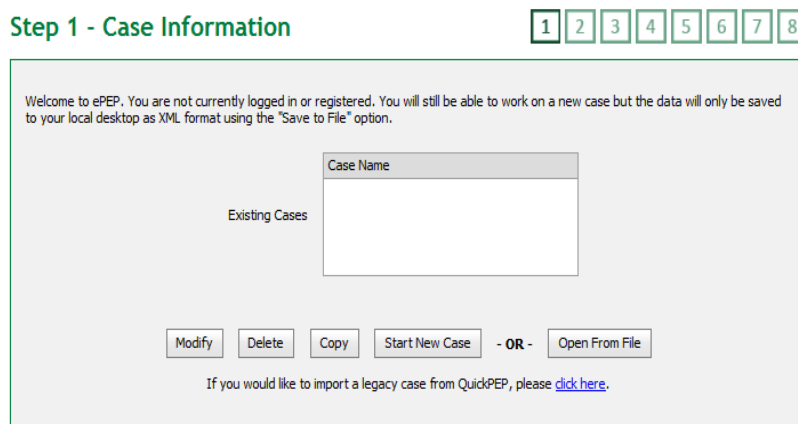 Step 1 - Case Information
1 2 3 4 5 6 7 8
Welcome to ePEP. You are not currently logged in or registered. You will still be able to work on a new case but the data will only be saved
to your local desktop as XML format using the "Save to File" option.
Case Name
Existing Cases
Modify Delete Copy Start New Case - OR - Open From File
If you would like to import a legacy case from QuickPEP, please click here.